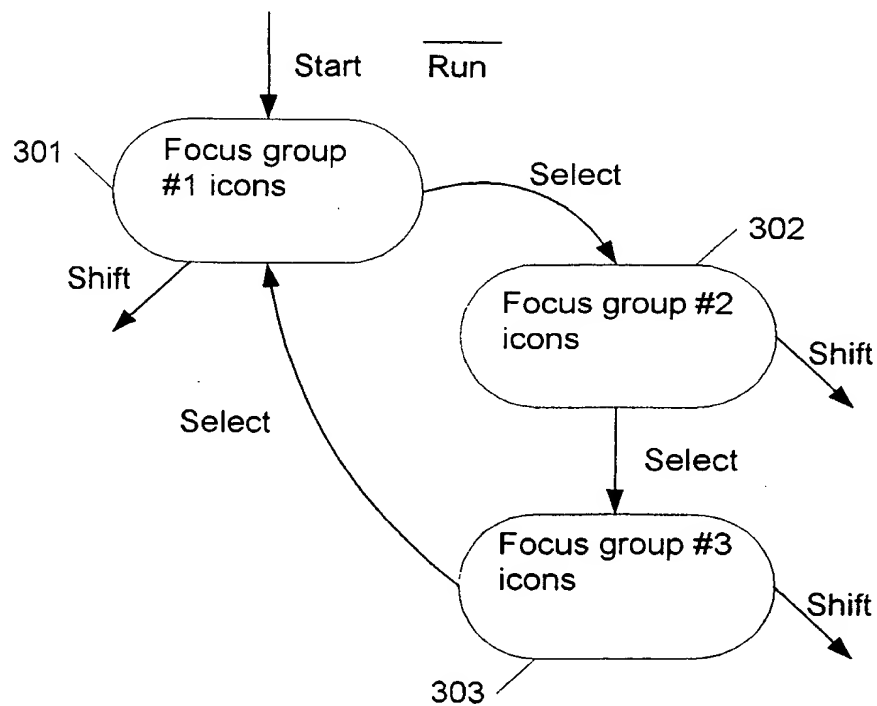 Start Run
301
Focus group
#1 icons
Select
302
Shift
Focus group #2
icons
Shift
Select
Select
Focus group #3
icons
Shift
303